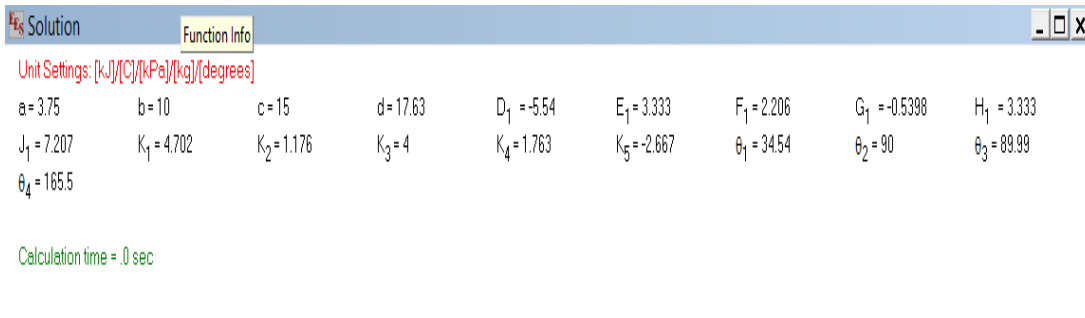 EES Solution
Function Info
Unit Settings: [kJ]/[C]/[kPa]/[kg]/[degrees]
a = 3.75 b = 10 c = 15 d = 17.63 D1 = -5.54 E1 = 3.333 F1 = 2.206 G1 = -0.5398 H1 = 3.333
J1 = 7.207 K1 = 4.702 K2 = 1.176 K3 = 4 K4 = 1.763 K5 = -2.667 θ1 = 34.54 θ2 = 90 θ3 = 89.99
θ4 = 165.5
Calculation time = .0 sec